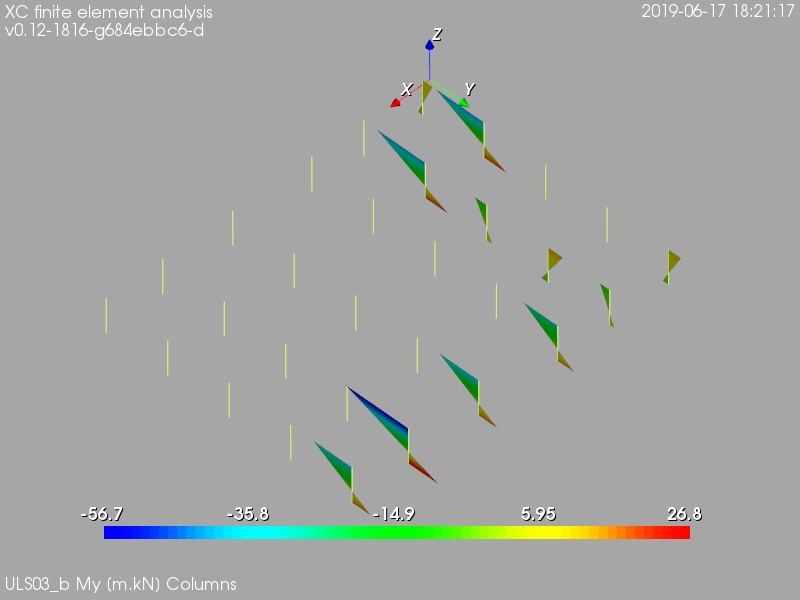 XC finite element analysis
v0.12-1816-g684ebbc6-d
2019-06-17 18:21:17
Z
X
Y
-56.7 -35.8 -14.9 5.95 26.8
ULS03_b My (m.kN) Columns